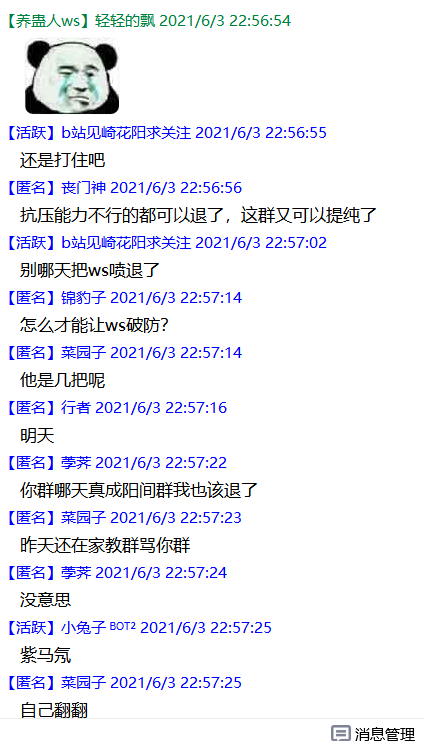 【养蛊人ws】轻轻的飘 2021/6/3 22:56:54
【活跃】b站见崎花阳求关注 2021/6/3 22:56:55
还是打住吧
【匿名】丧门神 2021/6/3 22:56:56
抗压能力不行的都可以退了，这群又可以提纯了
【活跃】b站见崎花阳求关注 2021/6/3 22:57:02
别哪天把ws喷退了
【匿名】锦豹子 2021/6/3 22:57:14
怎么才能让ws破防？
【匿名】菜园子 2021/6/3 22:57:14
他是几把呢
【匿名】行者 2021/6/3 22:57:16
明天
【匿名】孽荠 2021/6/3 22:57:22
你群哪天真成阳间群我也该退了
【匿名】菜园子 2021/6/3 22:57:23
昨天还在家教群骂你群
【匿名】孽荠 2021/6/3 22:57:24
没意思
【活跃】小兔子 BOT2 2021/6/3 22:57:25
紫马氖
【匿名】菜园子 2021/6/3 22:57:25
自己翻翻
消息管理